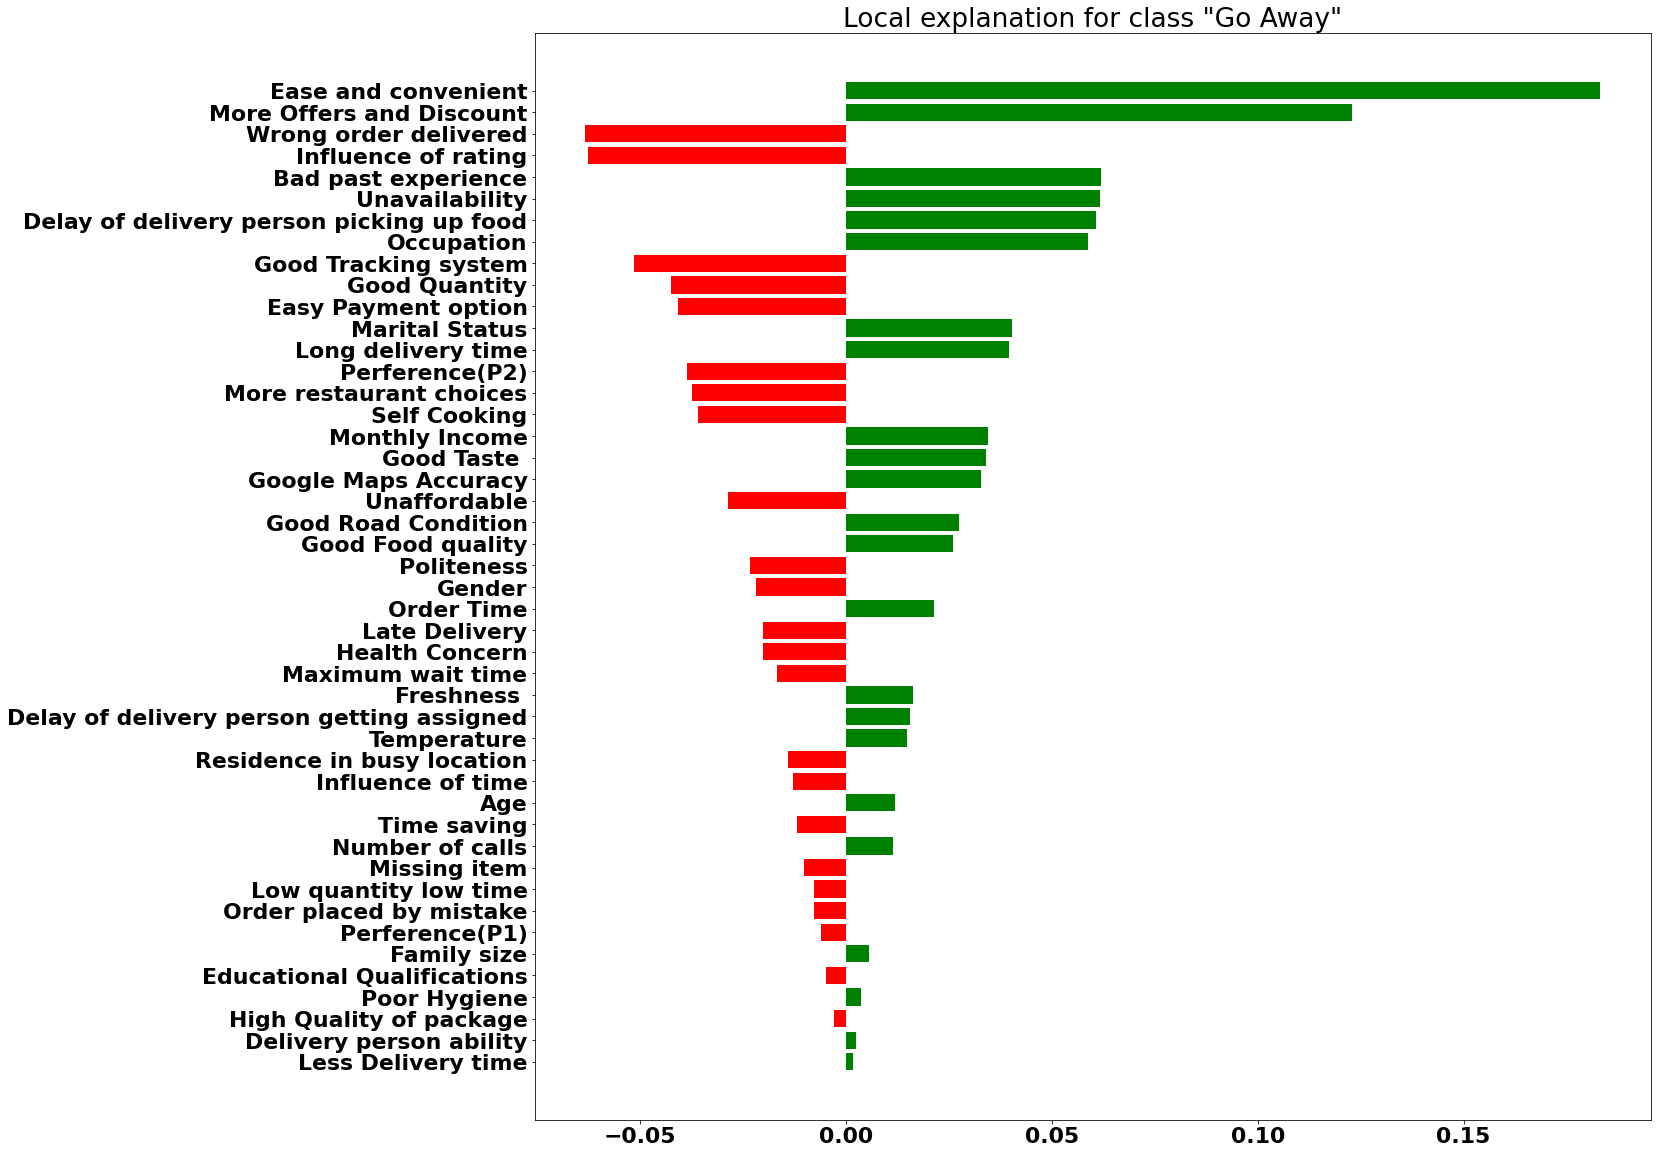 Local explanation for class "Go Away"
Ease and convenient
More Offers and Discount
Wrong order delivered
Influence of rating
Bad past experience
Unavailability
Delay of delivery person picking up food
Occupation
Good Tracking system
Good Quantity
Easy Payment option
Marital Status
Long delivery time
Perference(P2)
More restaurant choices
Self Cooking
Monthly Income
Good Taste
Google Maps Accuracy
Unaffordable
Good Road Condition
Good Food quality
Politeness
Gender
Order Time
Late Delivery
Health Concern
Maximum wait time
Freshness
Delay of delivery person getting assigned
Temperature
Residence in busy location
Influence of time
Age
Time saving
Number of calls
Missing item
Low quantity low time
Order placed by mistake
Perference(P1)
Family size
Educational Qualifications
Poor Hygiene
High Quality of package
Delivery person ability
Less Delivery time
−0.05 0.00 0.05 0.10 0.15